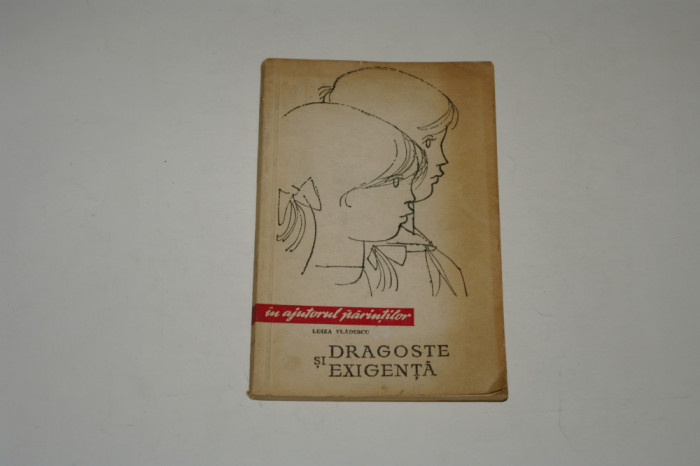 în ajutorul părinților
LUIZA VLĂDESCU
DRAGOSTE
ȘI EXIGENȚĂ